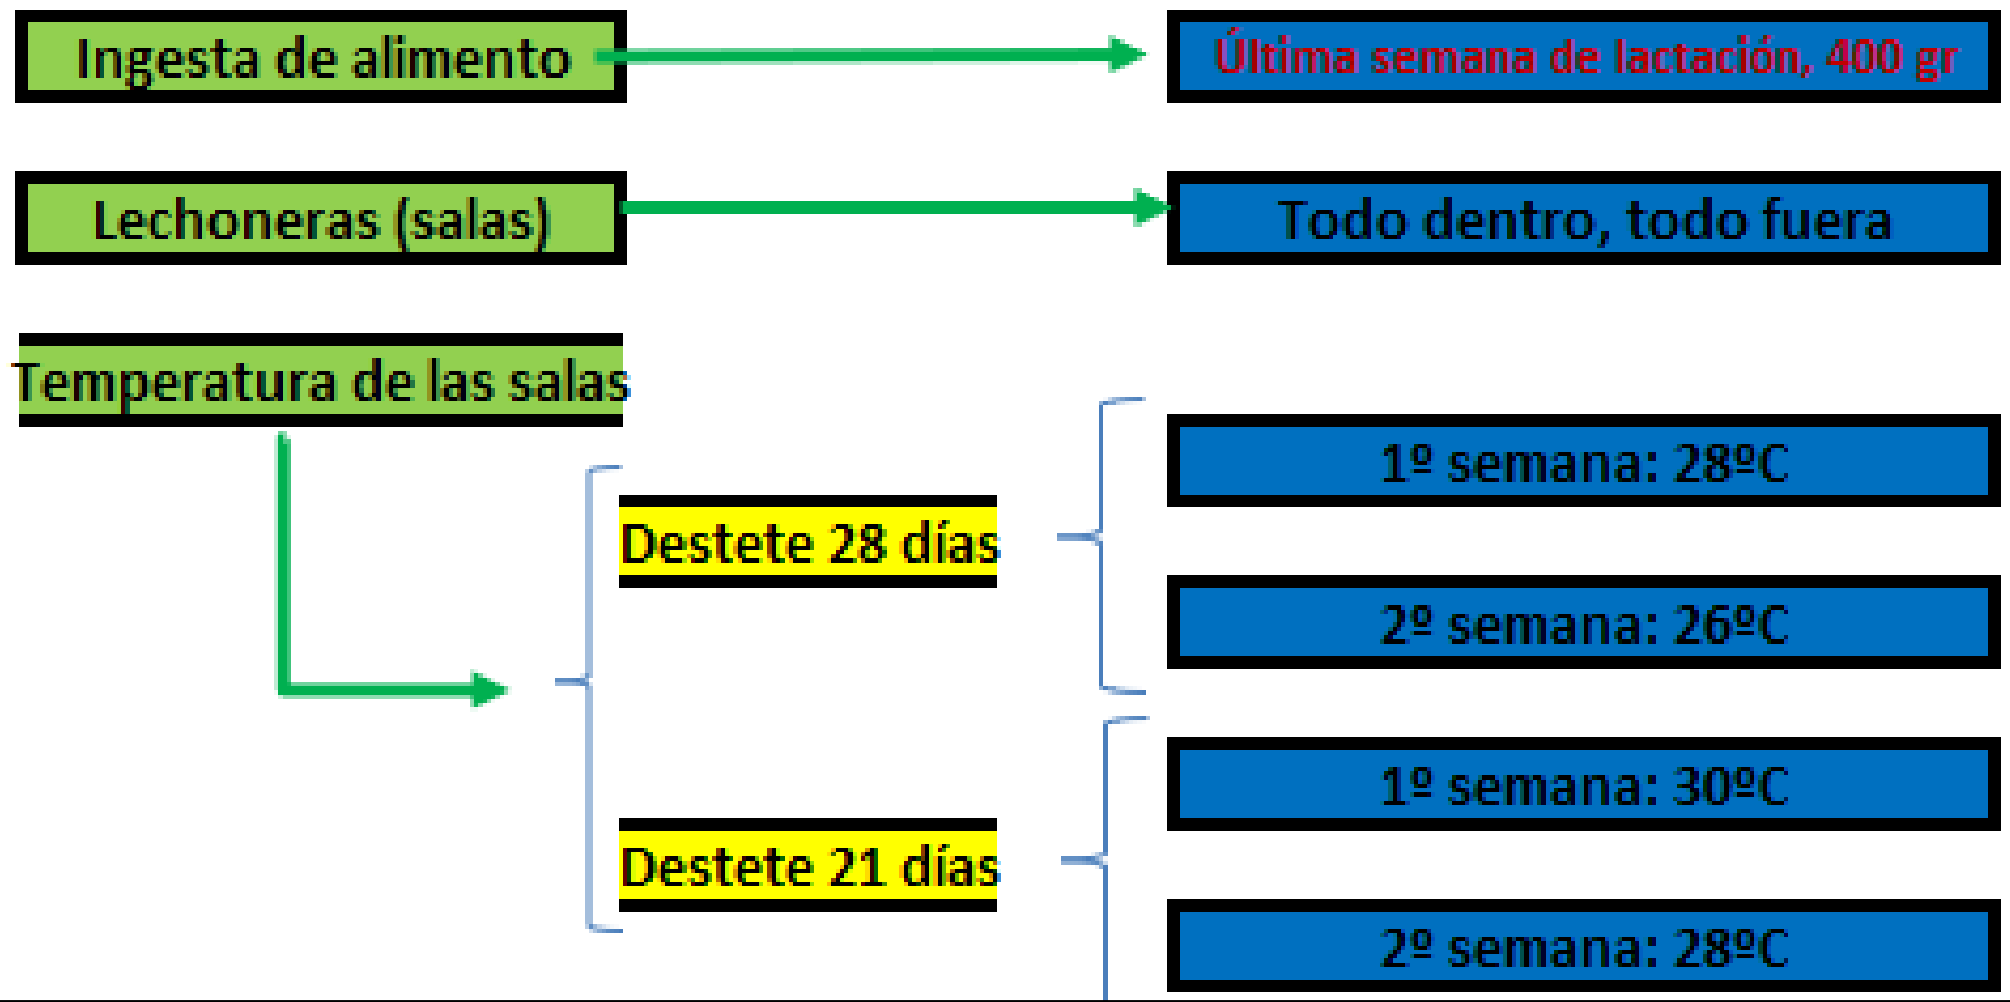 Ingesta de alimento
Última semana de lactación, 400 gr
Lechoneras (salas)
Todo dentro, todo fuera
Temperatura de las salas
Destete 28 días
1º semana: 28ºC
2º semana: 26ºC
Destete 21 días
1º semana: 30ºC
2º semana: 28ºC